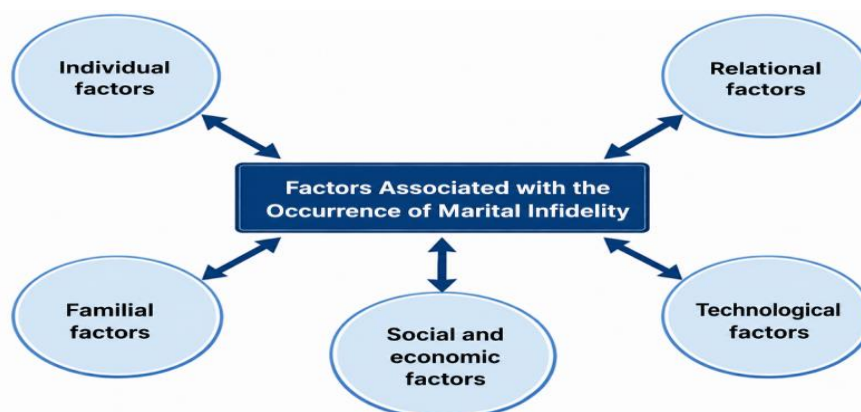 Individual
factors
Relational
factors
Factors Associated with the
Occurrence of Marital Infidelity
Familial
factors
Social and
economic
factors
Technological
factors